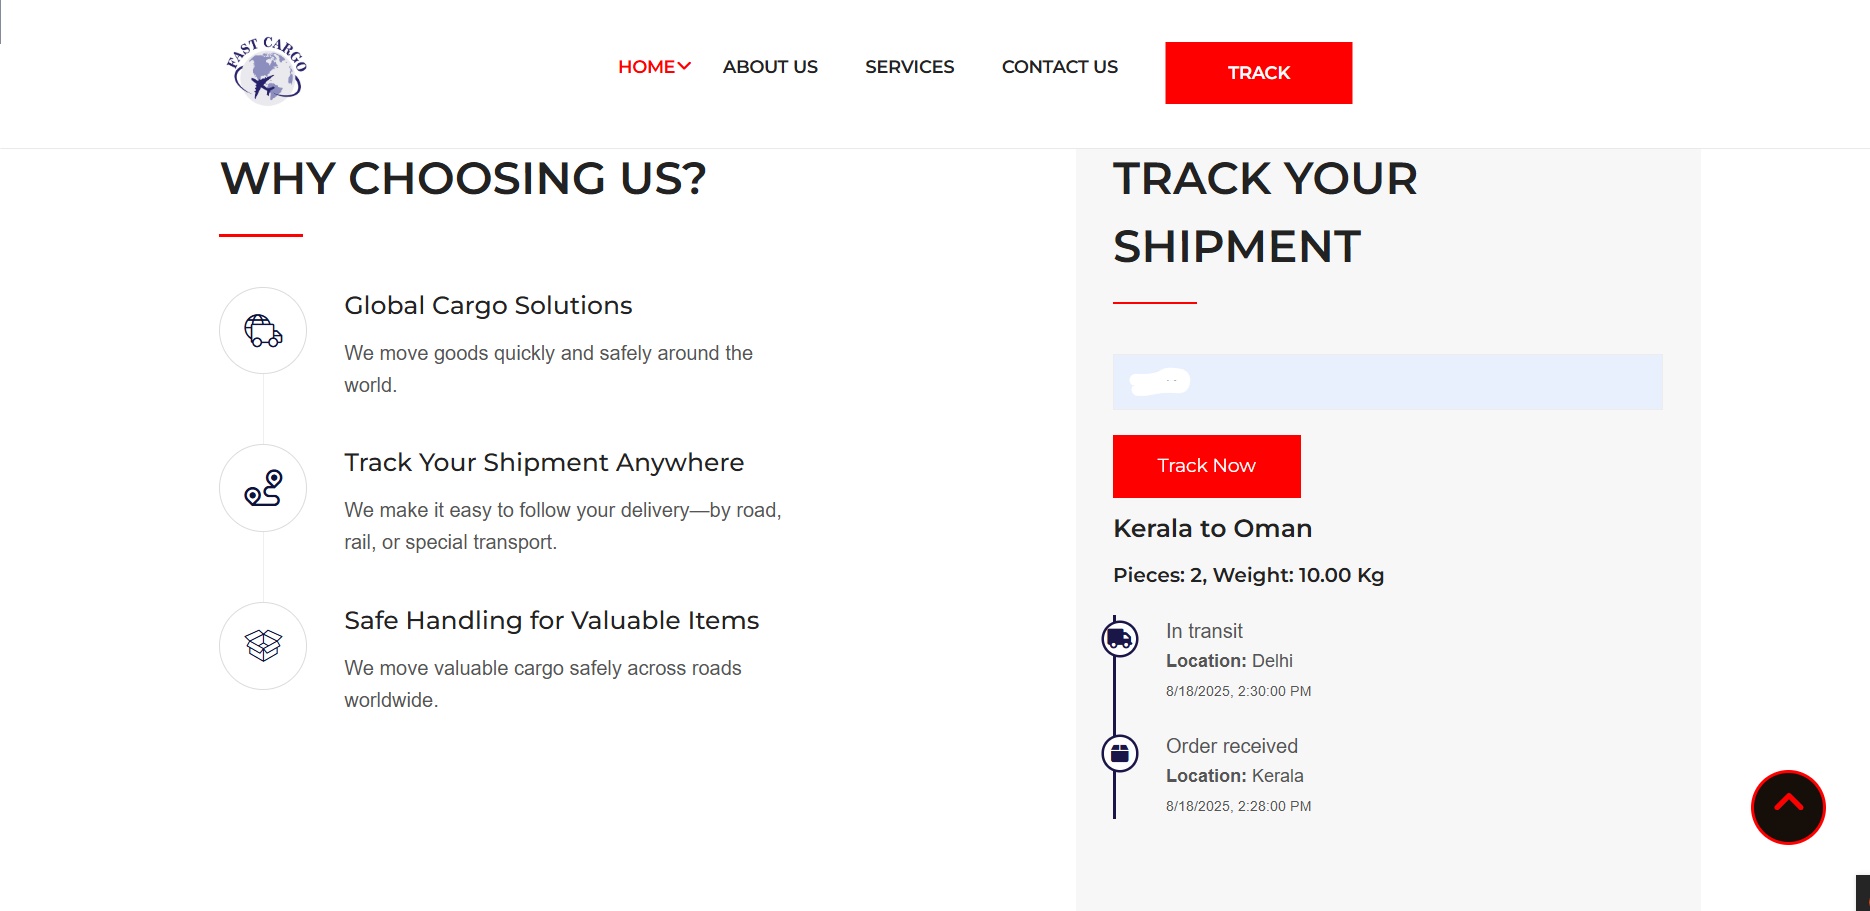 FAST CARGO
HOME
ABOUT US
SERVICES
CONTACT US
TRACK
WHY CHOOSING US?
Global Cargo Solutions
We move goods quickly and safely around the
world.
Track Your Shipment Anywhere
We make it easy to follow your delivery—by road,
rail, or special transport.
Safe Handling for Valuable Items
We move valuable cargo safely across roads
worldwide.
TRACK YOUR
SHIPMENT
Track Now
Kerala to Oman
Pieces: 2, Weight: 10.00 Kg
In transit
Location: Delhi
8/18/2025, 2:30:00 PM
Order received
Location: Kerala
8/18/2025, 2:28:00 PM